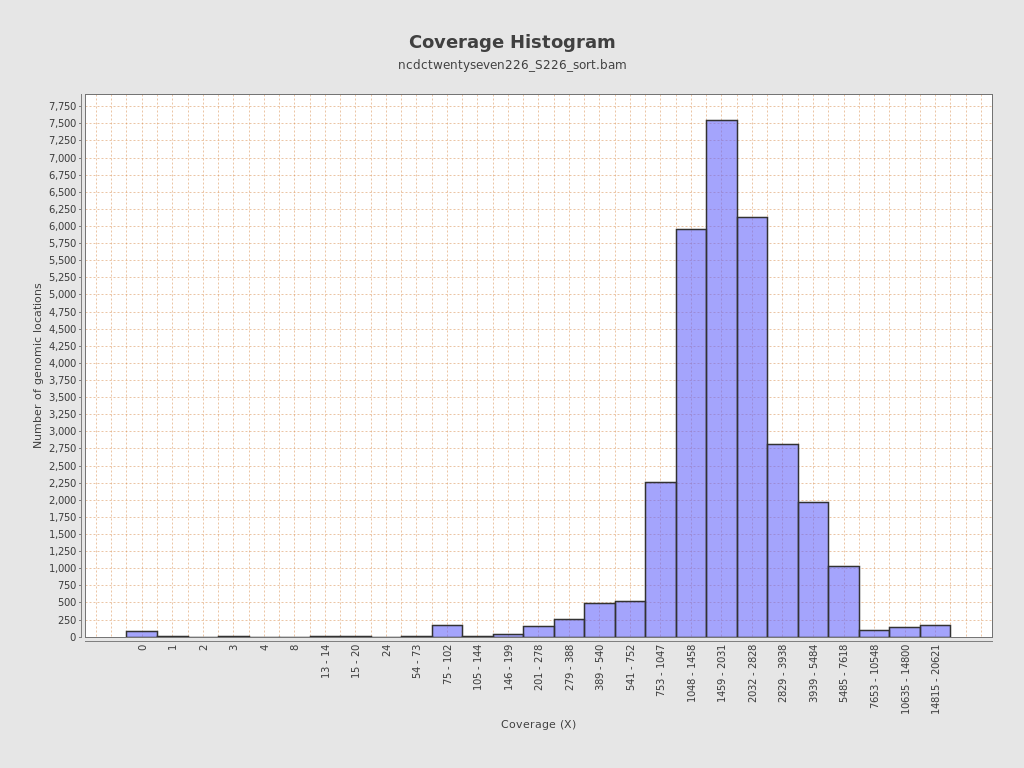 Coverage Histogram
ncdctwentyseven226_S226_sort.bam
Number of genomic locations
7,750
7,500
7,250
7,000
6,750
6,500
6,250
6,000
5,750
5,500
5,250
5,000
4,750
4,500
4,250
4,000
3,750
3,500
3,250
3,000
2,750
2,500
2,250
2,000
1,750
1,500
1,250
1,000
750
500
250
0
0
1
2
3
4
8
13 - 14
15 - 20
24
54 - 73
75 - 102
105 - 144
146 - 199
201 - 278
279 - 388
389 - 540
541 - 752
753 - 1047
1048 - 1458
1459 - 2031
2032 - 2828
2829 - 3938
3939 - 5484
5485 - 7618
7653 - 10548
10635 - 14800
14815 - 20621
Coverage (X)